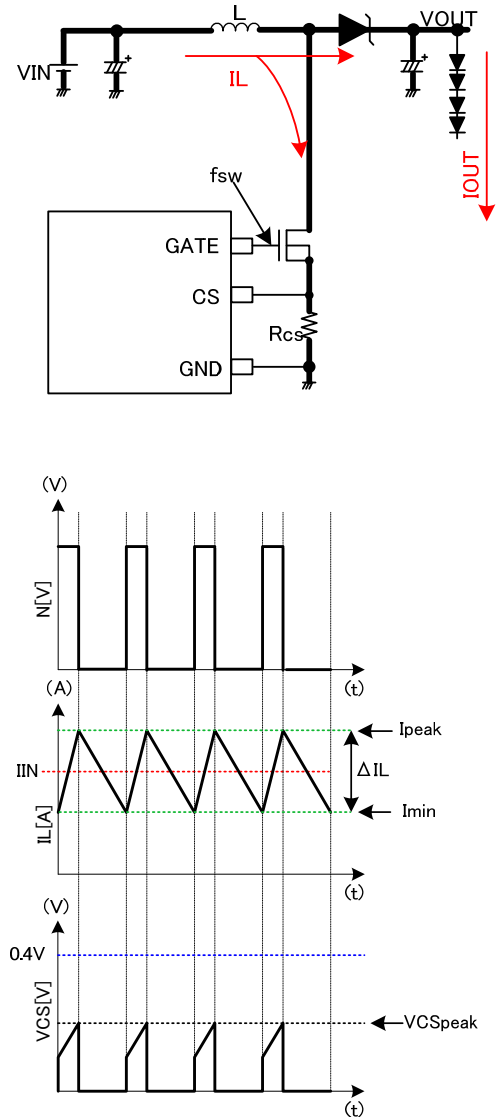 L
VOUT
+
+
VIN
IL
IOUT
fsw
GATE
CS
Rcs
GND
(V)
N[V]
(t)
(A)
Ipeak
IIN
ΔIL
IL[A]
Imin
(t)
(V)
0.4V
VCS[V]
VCSpeak
(t)